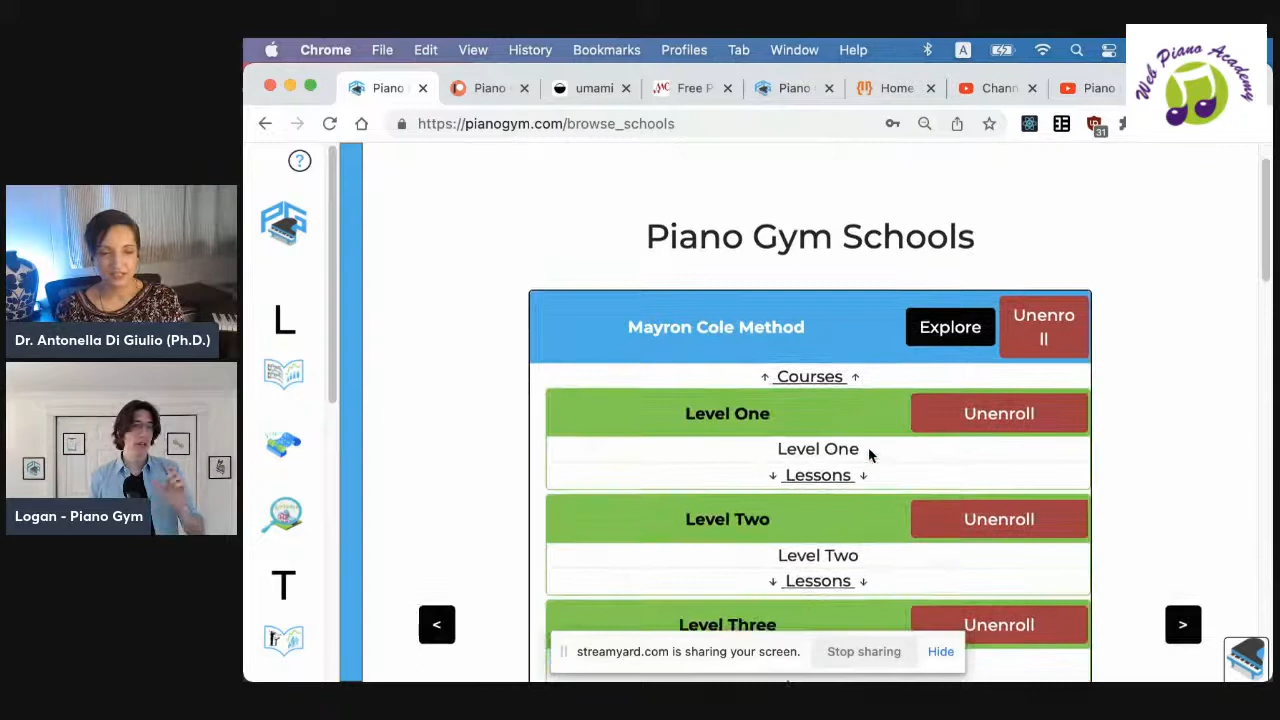 Chrome File Edit View History Bookmarks Profiles Tab Window Help
A
Piano
Piano
umami
Free P
Piano
Home
Chann
Piano
Web Piano Academy
https://pianogym.com/browse_schools
31
?
PG
L
T
Piano Gym Schools
Mayron Cole Method
Explore
Unenro
ll
↑ Courses ↑
Level One
Unenroll
Level One
↓ Lessons ↓
Level Two
Unenroll
Level Two
↓ Lessons ↓
Level Three
Unenroll
<
>
streamyard.com is sharing your screen.
Stop sharing
Hide
Dr. Antonella Di Giulio (Ph.D.)
Logan - Piano Gym